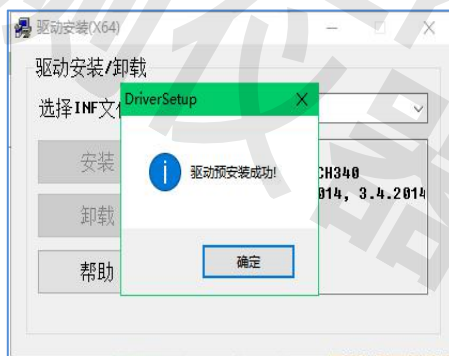 驱动安装(X64)
驱动安装/卸载
选择INF文
DriverSetup
X
安装
驱动预安装成功!
CH340
014, 3.4.2014
卸载
确定
帮助